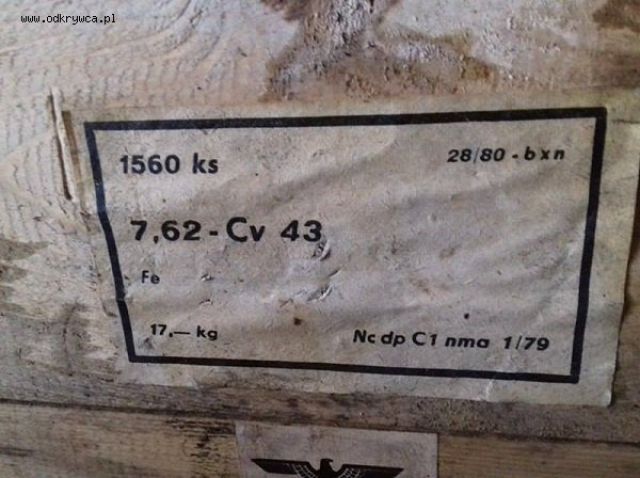 www.odkrywca.pl
1560 ks
28/80 - bxn
7,62 - Cv 43
Fe
17,— kg
Nc dp C1 nma 1/79